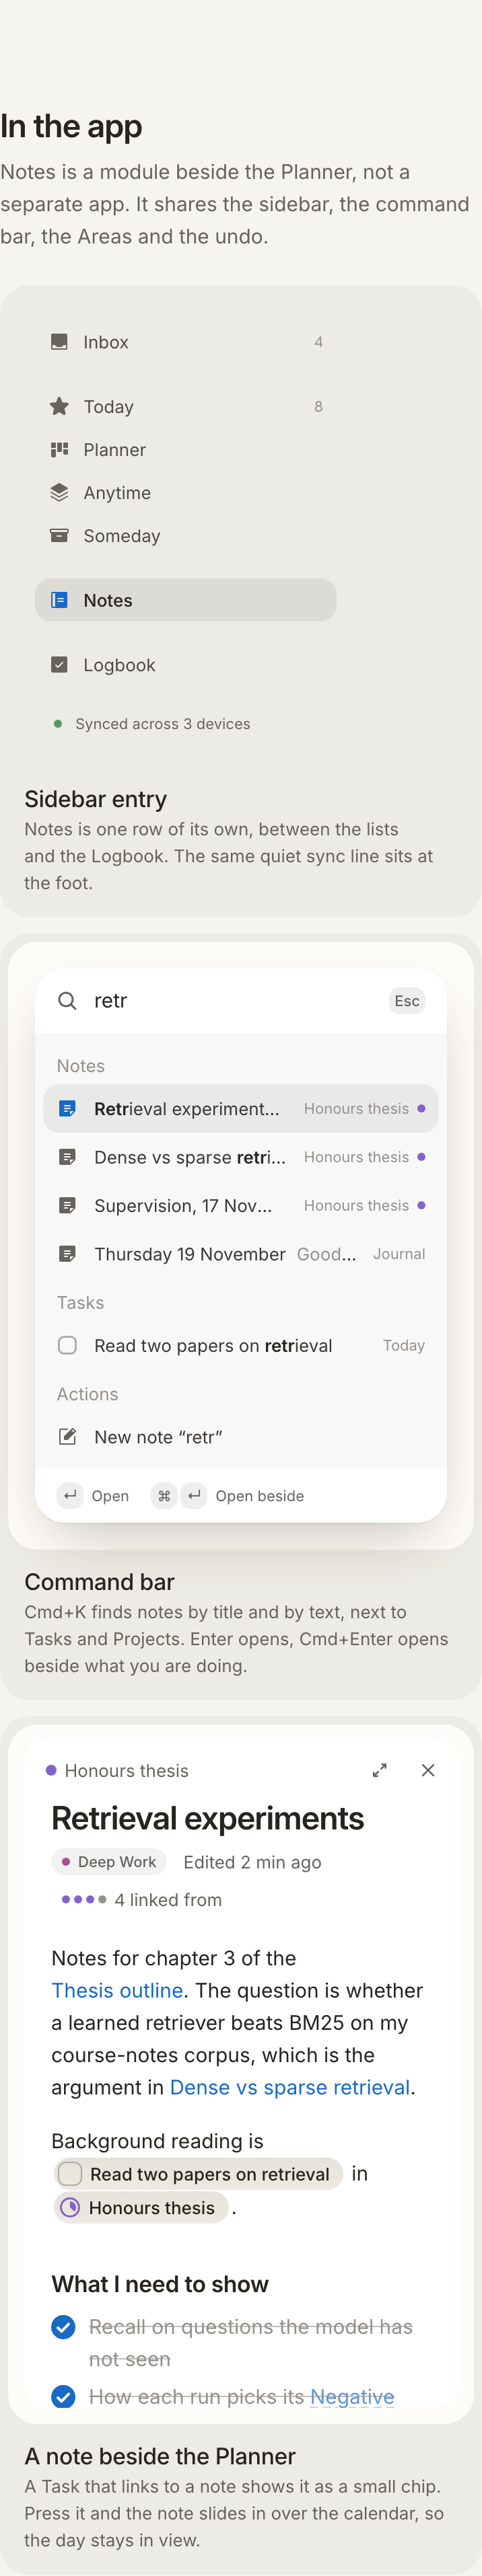 In the app
Notes is a module beside the Planner, not a
separate app. It shares the sidebar, the command
bar, the Areas and the undo.
Inbox 4
Today 8
Planner
Anytime
Someday
Notes
Logbook
Synced across 3 devices
Sidebar entry
Notes is one row of its own, between the lists
and the Logbook. The same quiet sync line sits at
the foot.
retr Esc
Notes
Retrieval experiment… Honours thesis
Dense vs sparse retri… Honours thesis
Supervision, 17 Nov… Honours thesis
Thursday 19 November Good… Journal
Tasks
Read two papers on retrieval Today
Actions
New note “retr”
↵ Open ⌘ ↵ Open beside
Command bar
Cmd+K finds notes by title and by text, next to
Tasks and Projects. Enter opens, Cmd+Enter opens
beside what you are doing.
Honours thesis
Retrieval experiments
Deep Work Edited 2 min ago
4 linked from
Notes for chapter 3 of the
Thesis outline. The question is whether
a learned retriever beats BM25 on my
course-notes corpus, which is the
argument in Dense vs sparse retrieval.
Background reading is
Read two papers on retrieval in
Honours thesis .
What I need to show
Recall on questions the model has
not seen
How each run picks its Negative
A note beside the Planner
A Task that links to a note shows it as a small chip.
Press it and the note slides in over the calendar, so
the day stays in view.